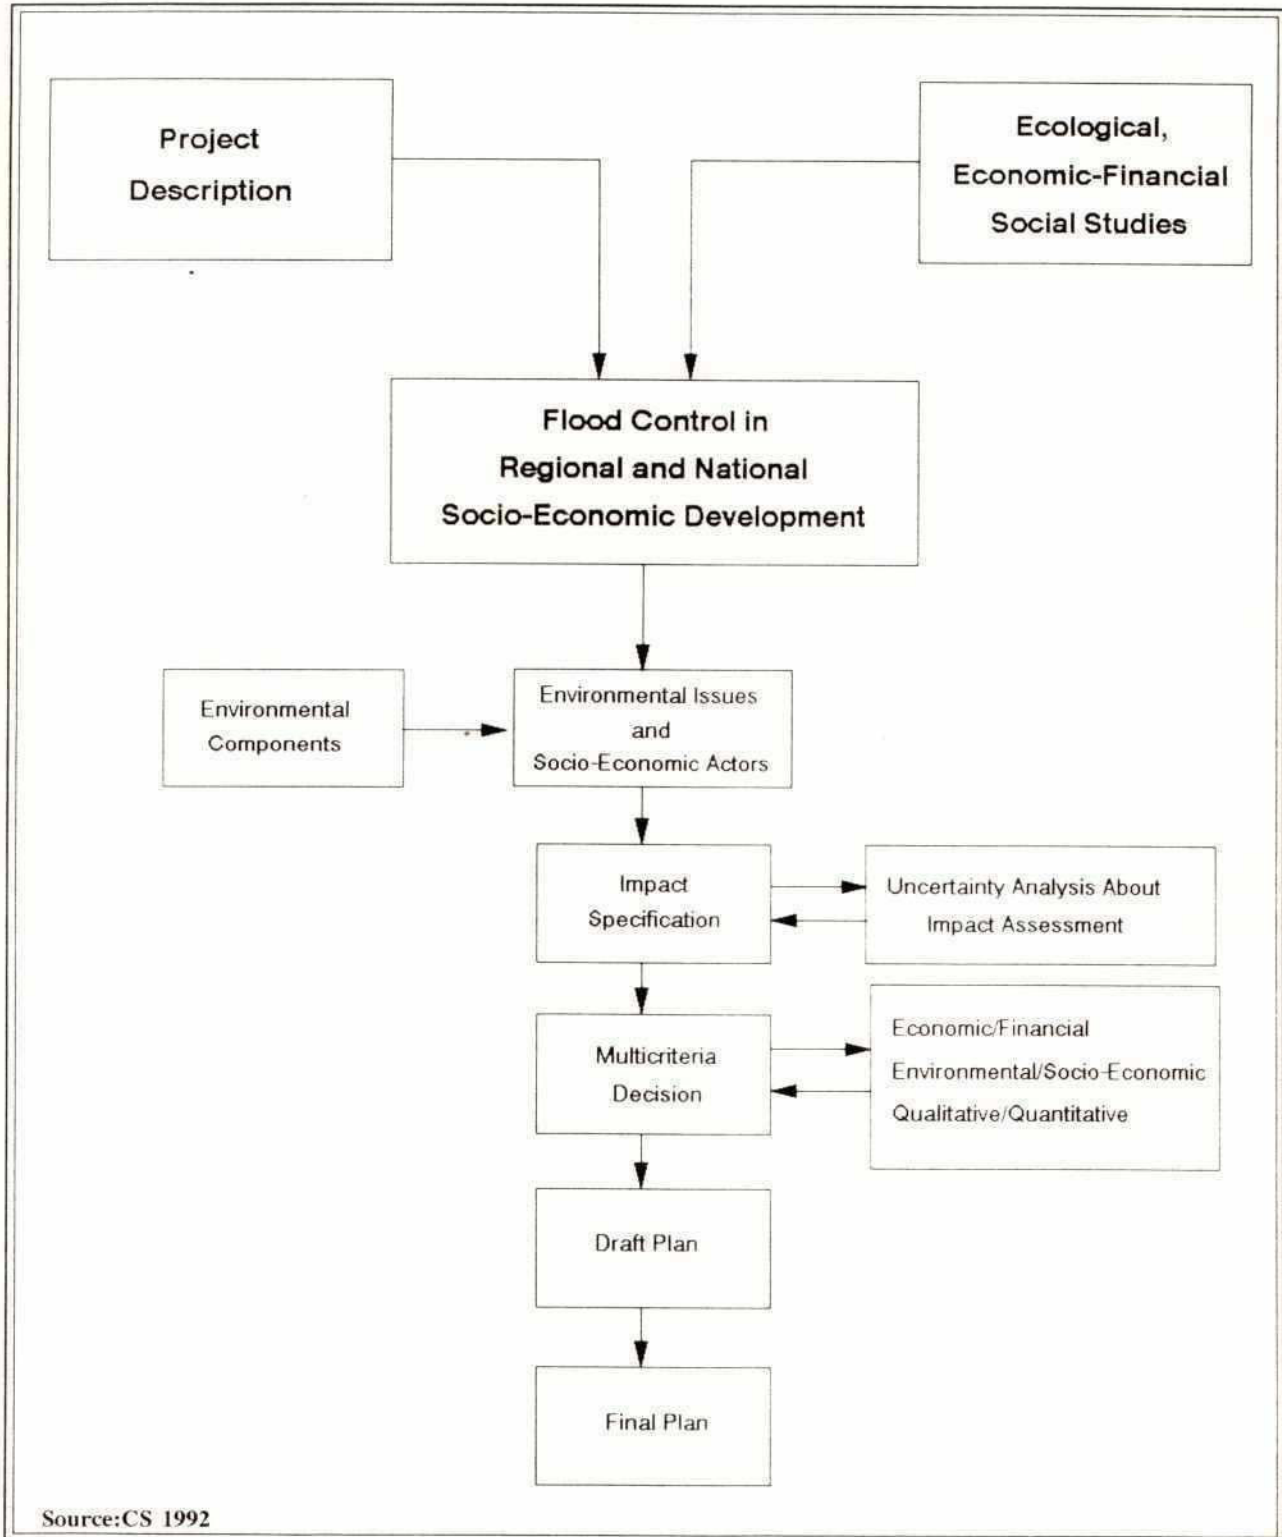 Project
Description
Ecological,
Economic-Financial
Social Studies
Flood Control in
Regional and National
Socio-Economic Development
Environmental
Components
Environmental Issues
and
Socio-Economic Actors
Impact
Specification
Uncertainty Analysis About
Impact Assessment
Multicriteria
Decision
Economic/Financial
Environmental/Socio-Economic
Qualitative/Quantitative
Draft Plan
Final Plan
Source:CS 1992